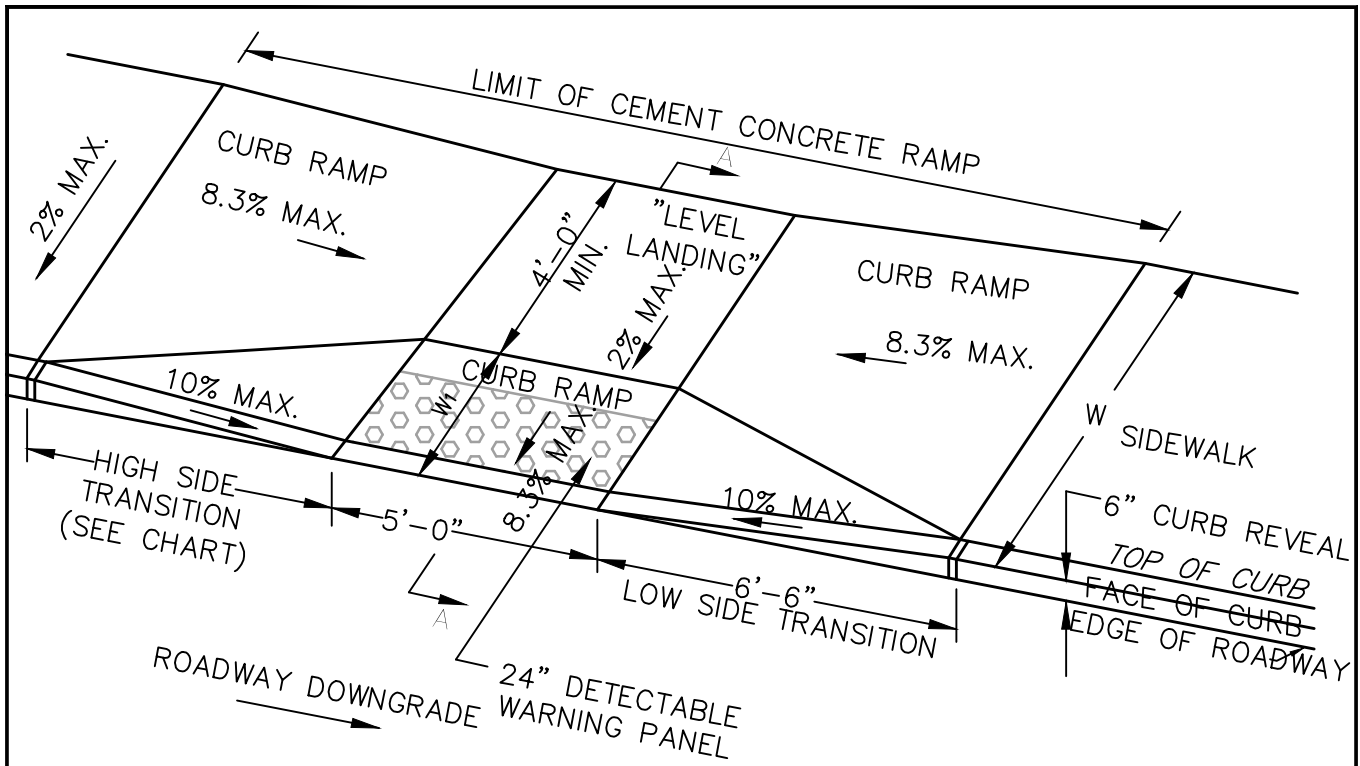 LIMIT OF CEMENT CONCRETE RAMP
A
CURB RAMP
8.3% MAX.
2% MAX.
4'-0"
MIN.
"LEVEL
LANDING"
2% MAX.
CURB RAMP
8.3% MAX.
CURB RAMP
W1
8.3% MAX.
10% MAX.
10% MAX.
W SIDEWALK
6" CURB REVEAL
TOP OF CURB
FACE OF CURB
EDGE OF ROADWAY
HIGH SIDE
TRANSITION
(SEE CHART)
5'-0"
6'-6"
LOW SIDE TRANSITION
A
24" DETECTABLE
WARNING PANEL
ROADWAY DOWNGRADE